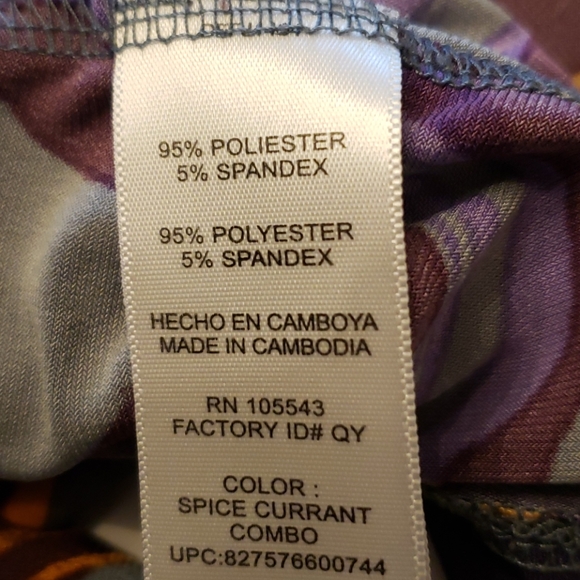 95% POLIESTER
5% SPANDEX
95% POLYESTER
5% SPANDEX
HECHO EN CAMBOYA
MADE IN CAMBODIA
RN 105543
FACTORY ID# QY
COLOR :
SPICE CURRANT
COMBO
UPC:827576600744